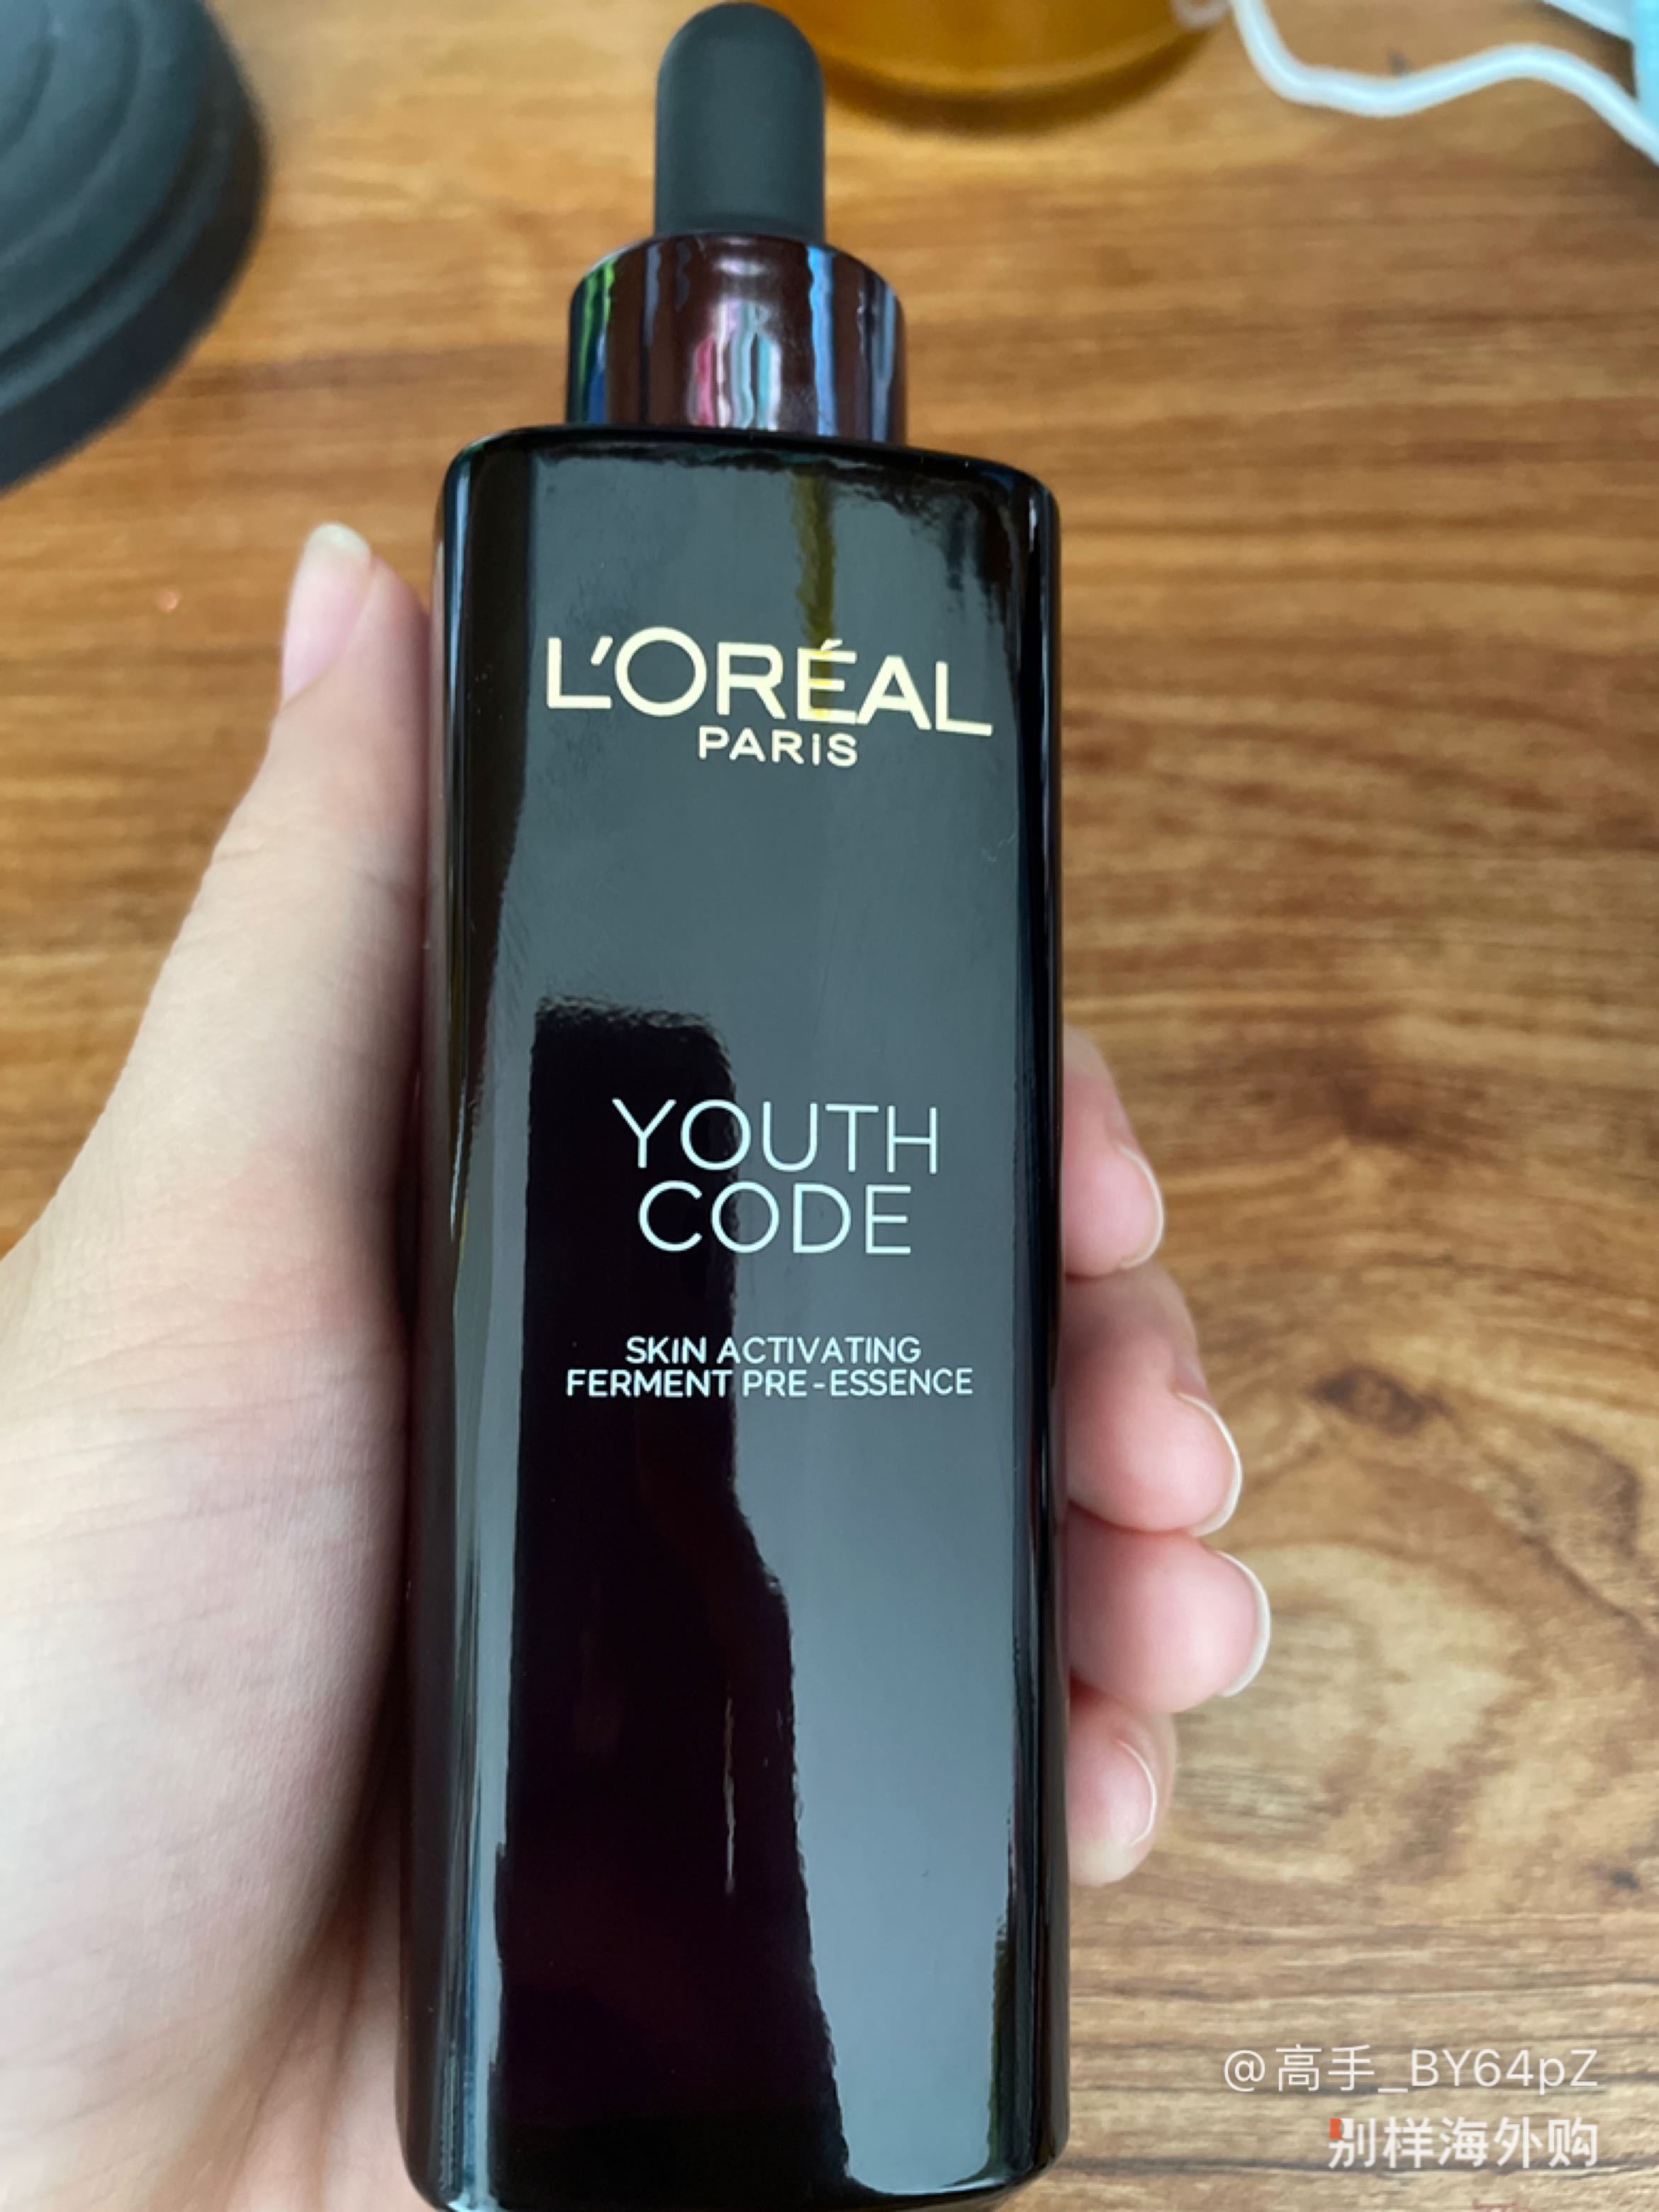 L'ORÉAL
PARIS
YOUTH
CODE
SKIN ACTIVATING
FERMENT PRE-ESSENCE
@高手_BY64pZ
别样海外购